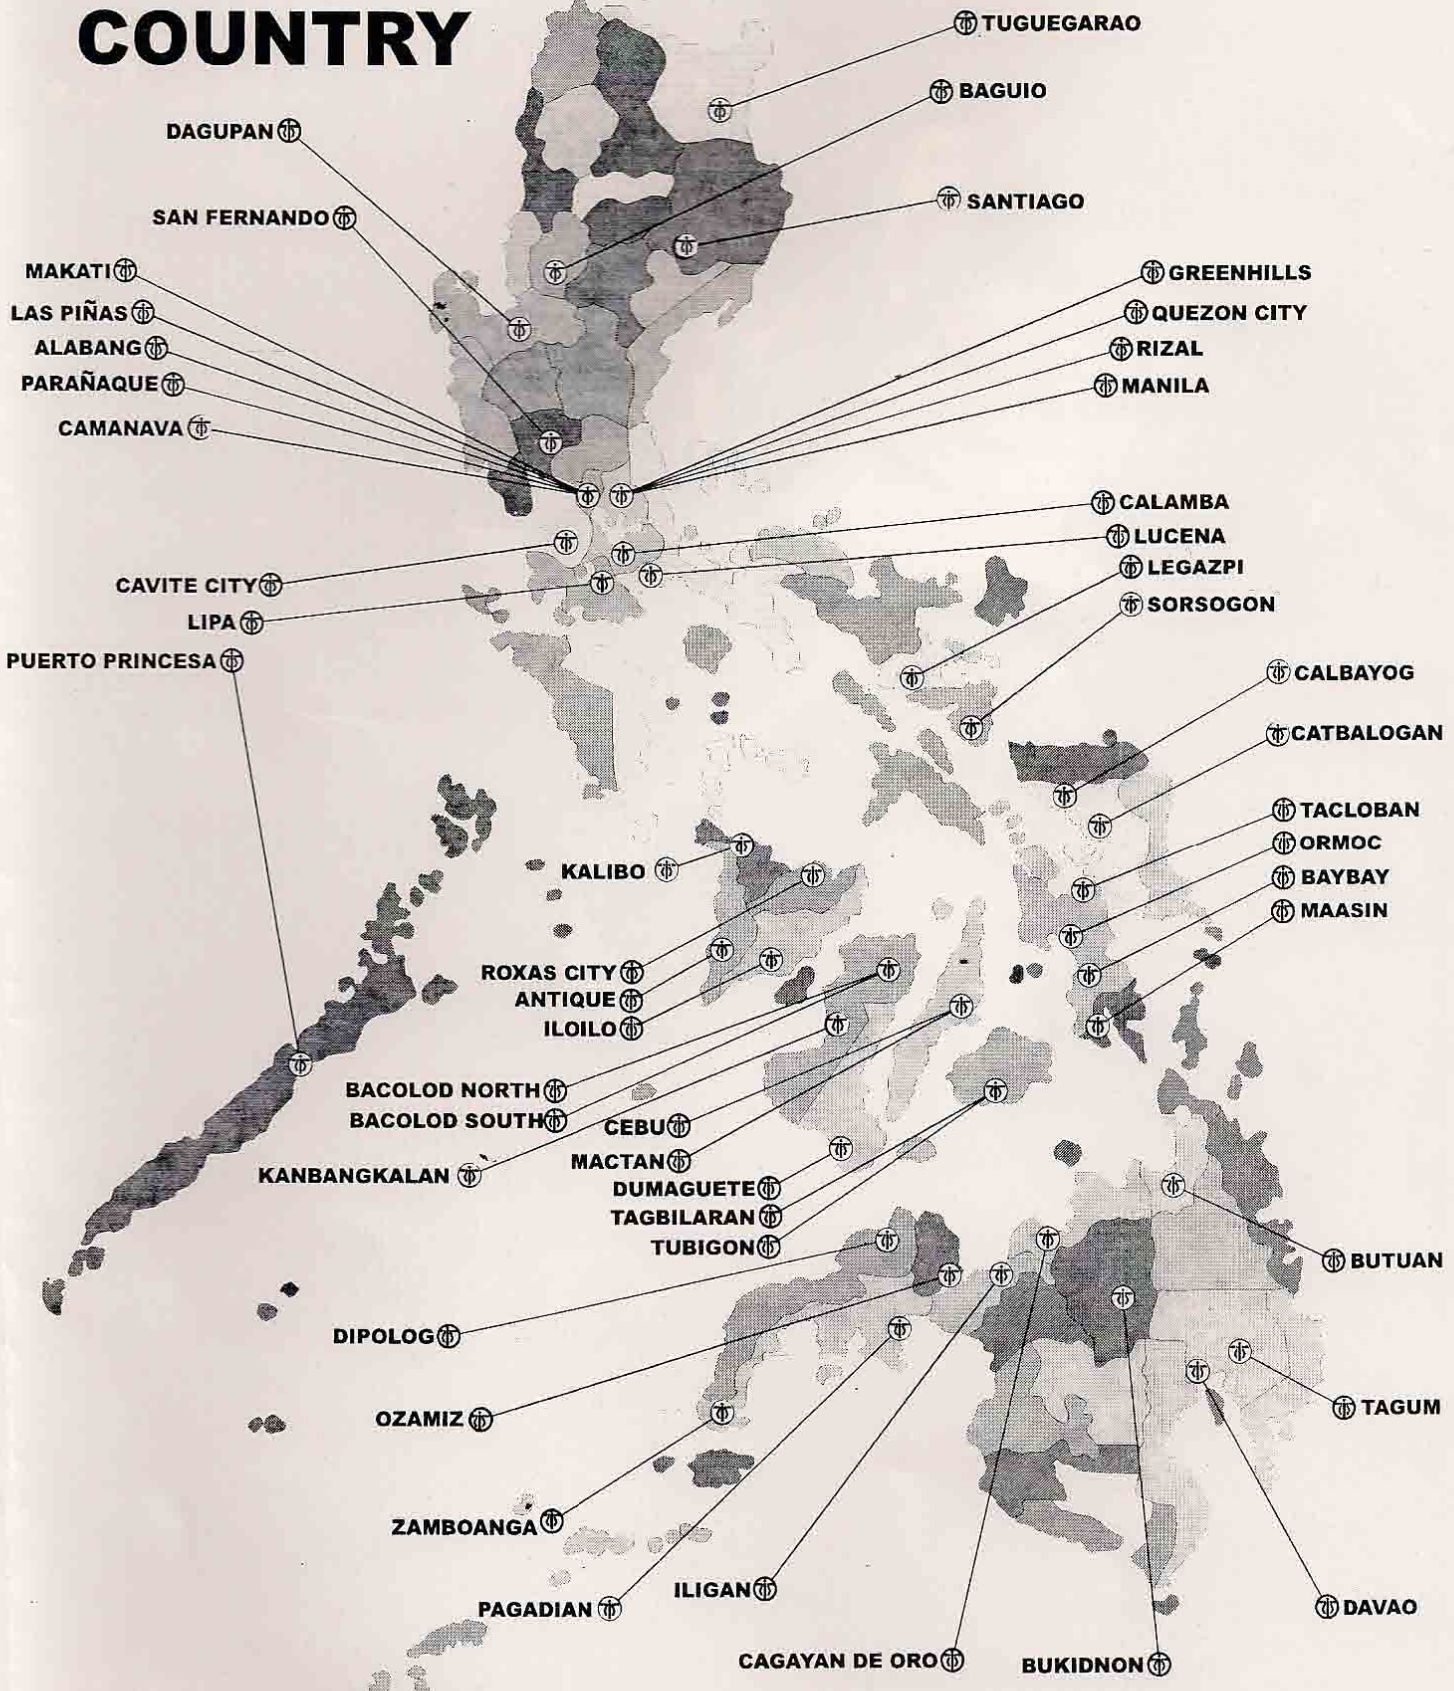 COUNTRY
TUGUEGARAO
BAGUIO
DAGUPAN
SANTIAGO
SAN FERNANDO
MAKATI
GREENHILLS
LAS PIÑAS
QUEZON CITY
ALABANG
RIZAL
PARAÑAQUE
MANILA
CAMANAVA
CALAMBA
LUCENA
LEGAZPI
CAVITE CITY
SORSOGON
LIPA
PUERTO PRINCESA
CALBAYOG
CATBALOGAN
TACLOBAN
ORMOC
KALIBO
BAYBAY
MAASIN
ROXAS CITY
ANTIQUE
ILOILO
BACOLOD NORTH
BACOLOD SOUTH
CEBU
MACTAN
KANBANGKALAN
DUMAGUETE
TAGBILARAN
TUBIGON
BUTUAN
DIPOLOG
TAGUM
OZAMIZ
ZAMBOANGA
ILIGAN
PAGADIAN
DAVAO
CAGAYAN DE ORO
BUKIDNON